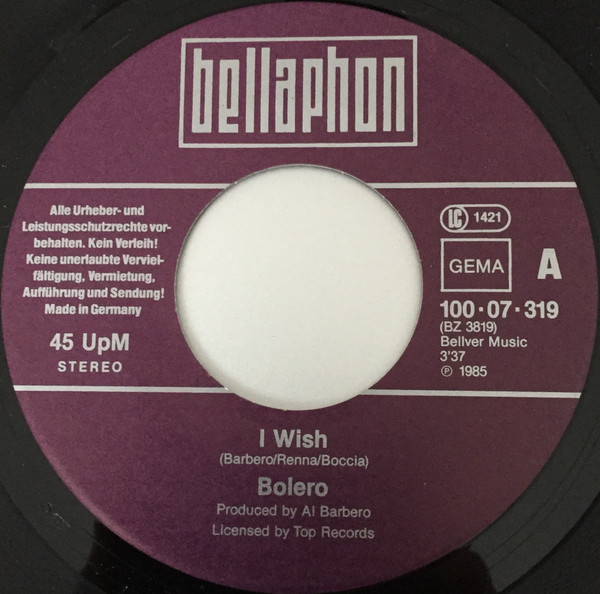 bellaphon
Alle Urheber- und
Leistungsschutzrechte vor-
behalten. Kein Verleih!
Keine unerlaubte Verviel-
fältigung, Vermietung,
Aufführung und Sendung!
Made in Germany
45 UpM
STEREO
LC 1421
GEMA A
100·07·319
(BZ 3819)
Bellver Music
3'37
Ⓟ 1985
I Wish
(Barbero/Renna/Boccia)
Bolero
Produced by Al Barbero
Licensed by Top Records